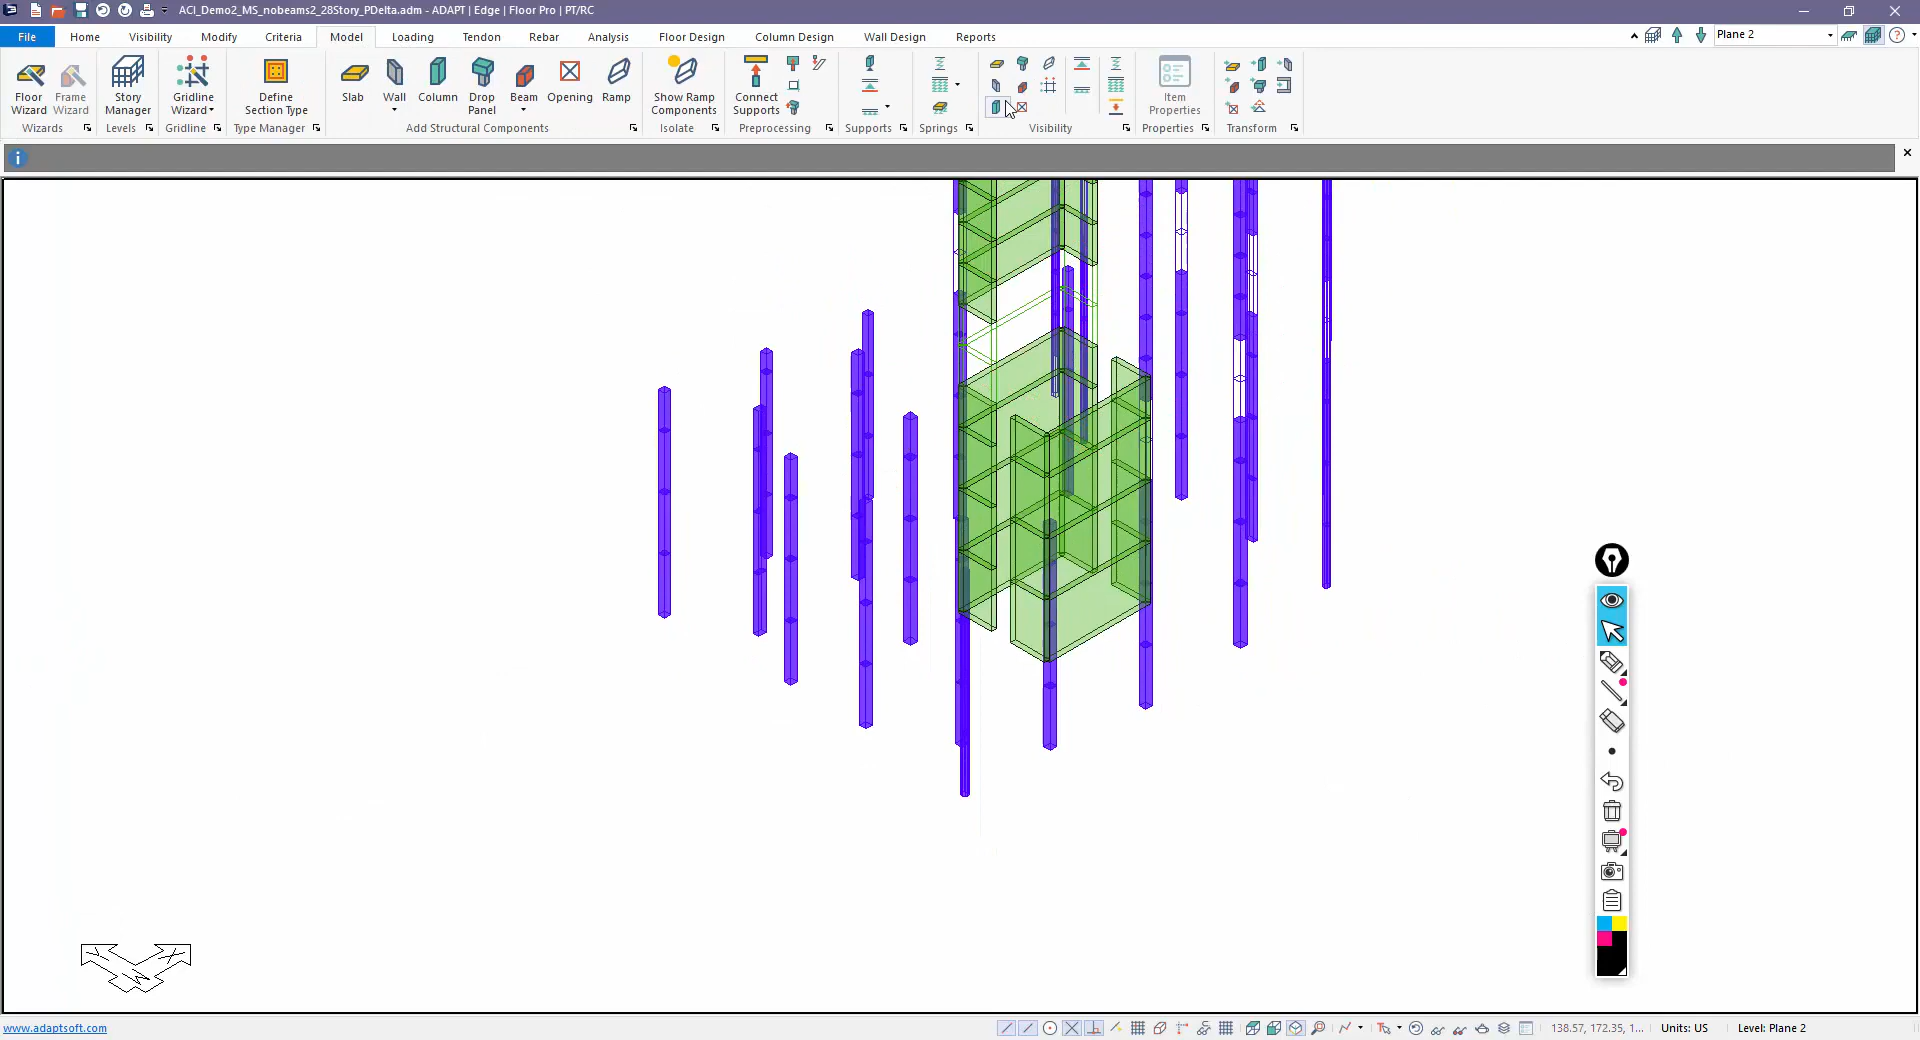 ACI_Demo2_MS_nobeams2_28Story_PDelta.adm - ADAPT | Edge | Floor Pro | PT/RC
File Home Visibility Modify Criteria Model Loading Tendon Rebar Analysis Floor Design Column Design Wall Design Reports Plane 2
Floor Wizard Frame Wizard Story Manager Gridline Wizard Define Section Type Slab Wall Column Drop Panel Beam Opening Ramp Show Ramp Components Connect Supports Item Properties
Wizards Levels Gridline Type Manager Add Structural Components Isolate Preprocessing Supports Springs Visibility Properties Transform
www.adaptsoft.com 138.57, 172.35, 1... Units: US Level: Plane 2